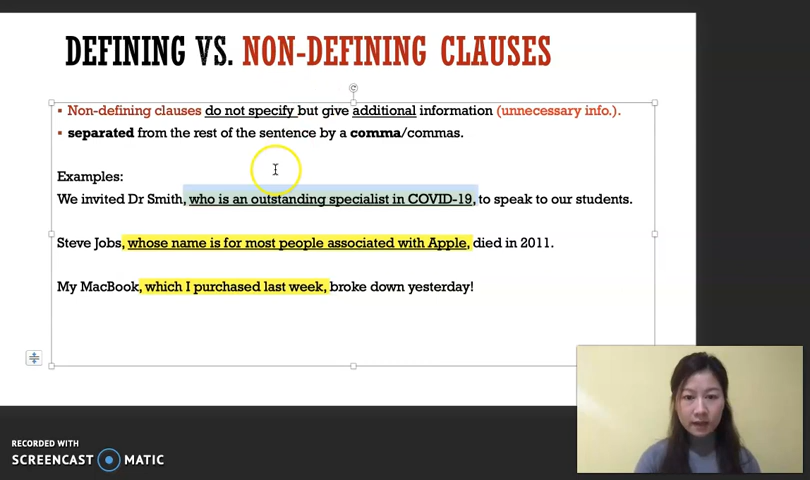 DEFINING VS. NON-DEFINING CLAUSES
▪ Non-defining clauses do not specify but give additional information (unnecessary info.).
▪ separated from the rest of the sentence by a comma/commas.
Examples:
We invited Dr Smith, who is an outstanding specialist in COVID-19, to speak to our students.
Steve Jobs, whose name is for most people associated with Apple, died in 2011.
My MacBook, which I purchased last week, broke down yesterday!
RECORDED WITH
SCREENCAST MATIC